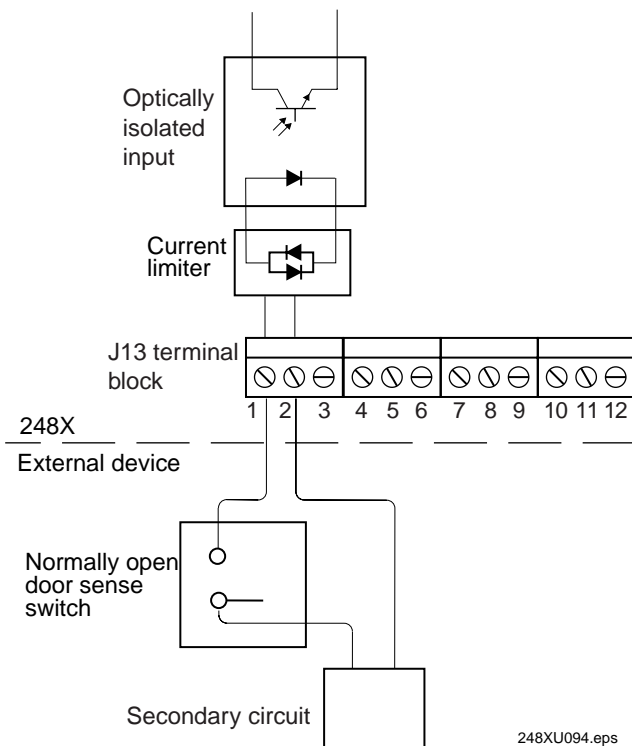 Optically
isolated
input
Current
limiter
J13 terminal
block
1 2 3 4 5 6 7 8 9 10 11 12
248X
External device
Normally open
door sense
switch
Secondary circuit
248XU094.eps